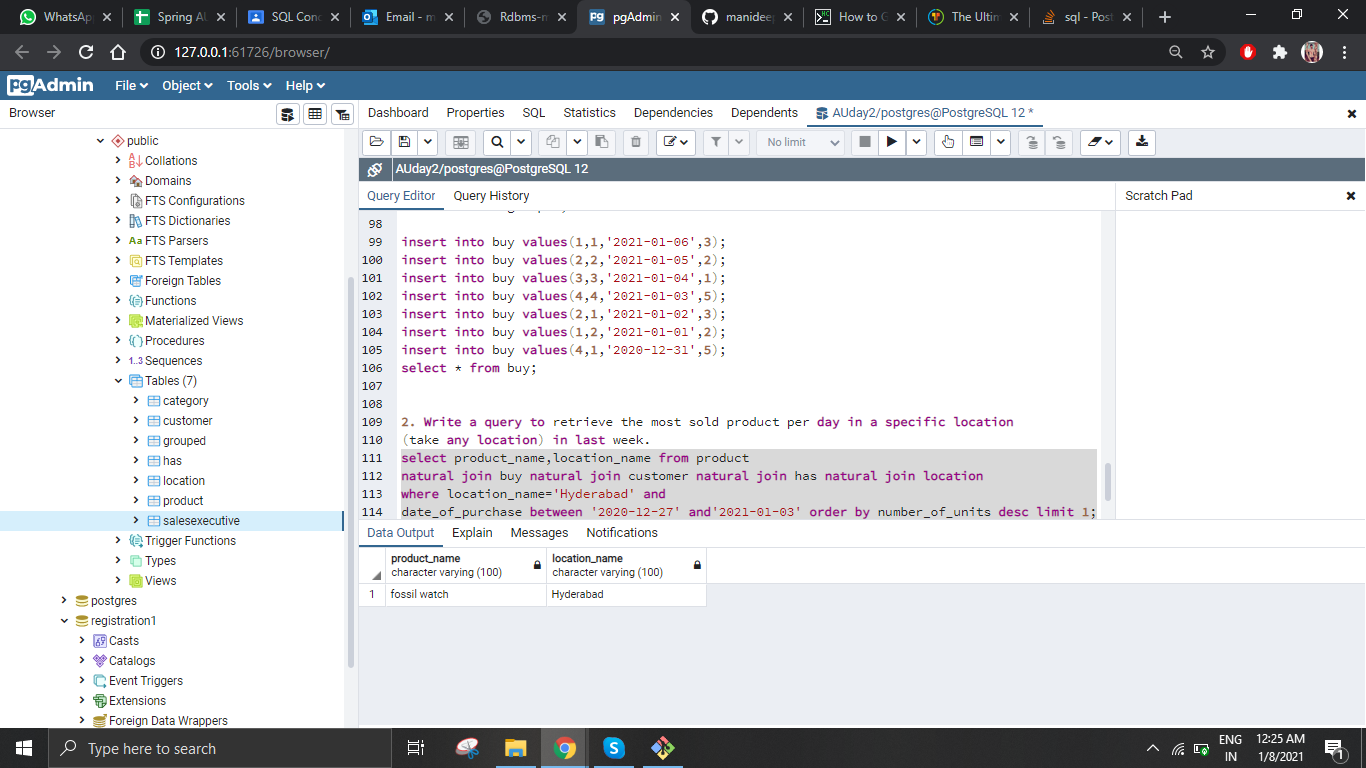 WhatsApp
Spring A
SQL Conc
Email - m
Rdbms-m
pgAdmin
manideep
How to G
The Ultim
sql - Post
127.0.0.1:61726/browser/
pgAdmin
File
Object
Tools
Help
Browser
Dashboard
Properties
SQL
Statistics
Dependencies
Dependents
AUday2/postgres@PostgreSQL 12 *
No limit
AUday2/postgres@PostgreSQL 12
public
Collations
Domains
FTS Configurations
FTS Dictionaries
Aa FTS Parsers
FTS Templates
Foreign Tables
Functions
Materialized Views
Procedures
1..3 Sequences
Tables (7)
category
customer
grouped
has
location
product
salesexecutive
Trigger Functions
Types
Views
postgres
registration1
Casts
Catalogs
Event Triggers
Extensions
Foreign Data Wrappers
Query Editor
Query History
Scratch Pad
98
99 insert into buy values(1,1,'2021-01-06',3);
100 insert into buy values(2,2,'2021-01-05',2);
101 insert into buy values(3,3,'2021-01-04',1);
102 insert into buy values(4,4,'2021-01-03',5);
103 insert into buy values(2,1,'2021-01-02',3);
104 insert into buy values(1,2,'2021-01-01',2);
105 insert into buy values(4,1,'2020-12-31',5);
106 select * from buy;
107
108
109 2. Write a query to retrieve the most sold product per day in a specific location
110 (take any location) in last week.
111 select product_name,location_name from product
112 natural join buy natural join customer natural join has natural join location
113 where location_name='Hyderabad' and
114 date_of_purchase between '2020-12-27' and'2021-01-03' order by number_of_units desc limit 1;
Data Output
Explain
Messages
Notifications
product_name
character varying (100)
location_name
character varying (100)
1 fossil watch Hyderabad
Type here to search
ENG
IN
12:25 AM
1/8/2021
1